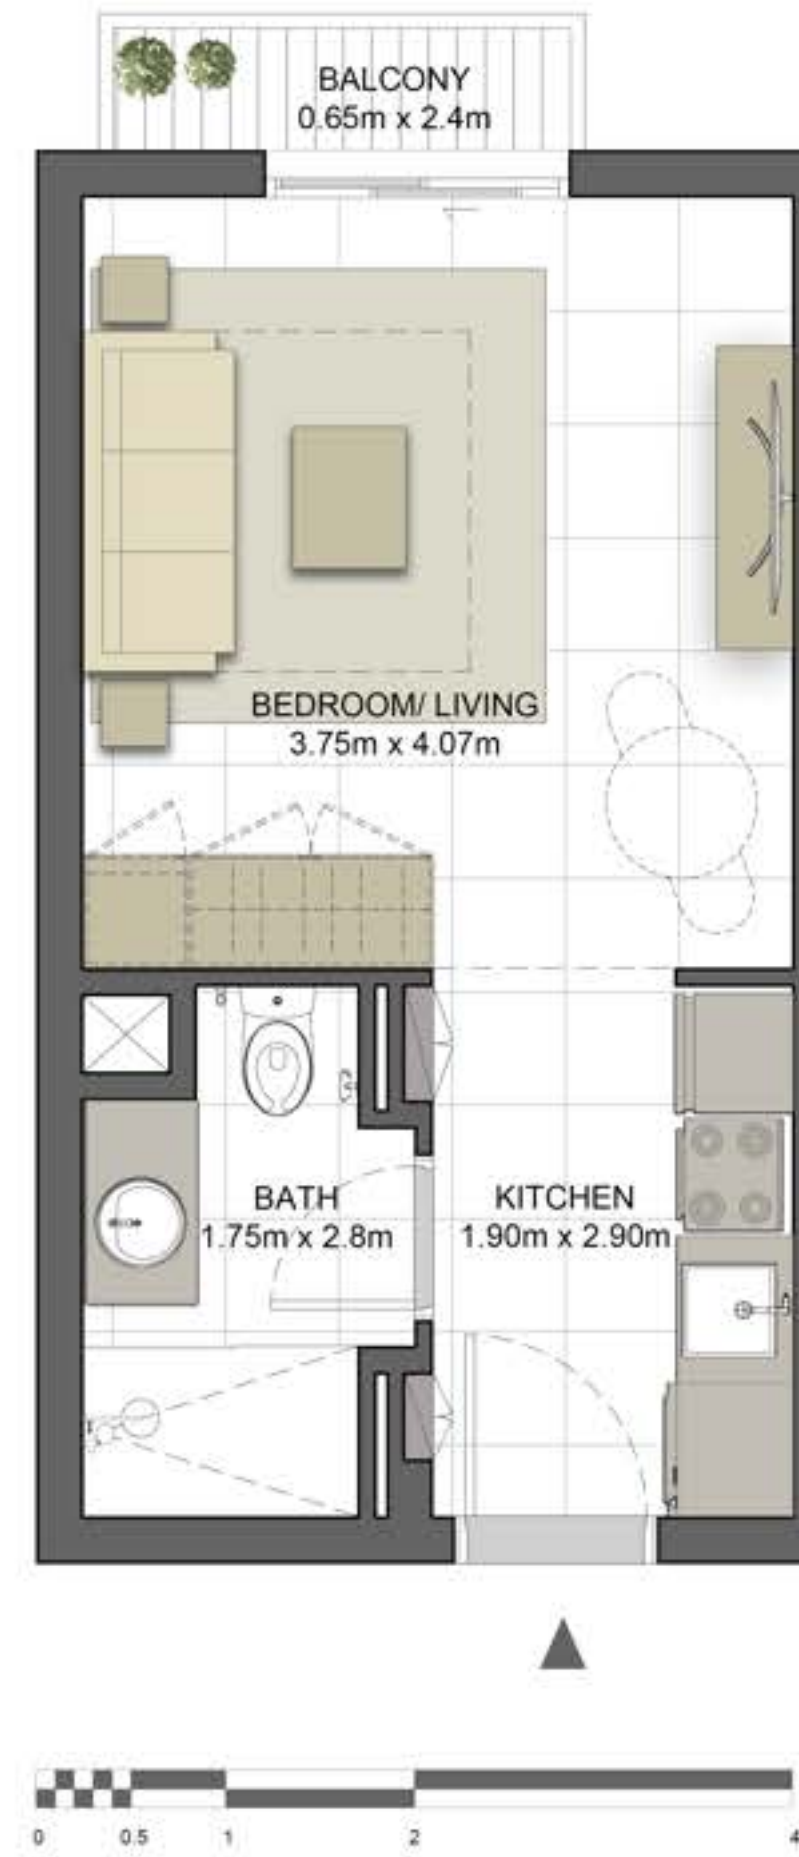 BALCONY
0.65m x 2.4m
BEDROOM/ LIVING
3.75m x 4.07m
BATH
1.75m x 2.8m
KITCHEN
1.90m x 2.90m
0 0.5 1 2 4